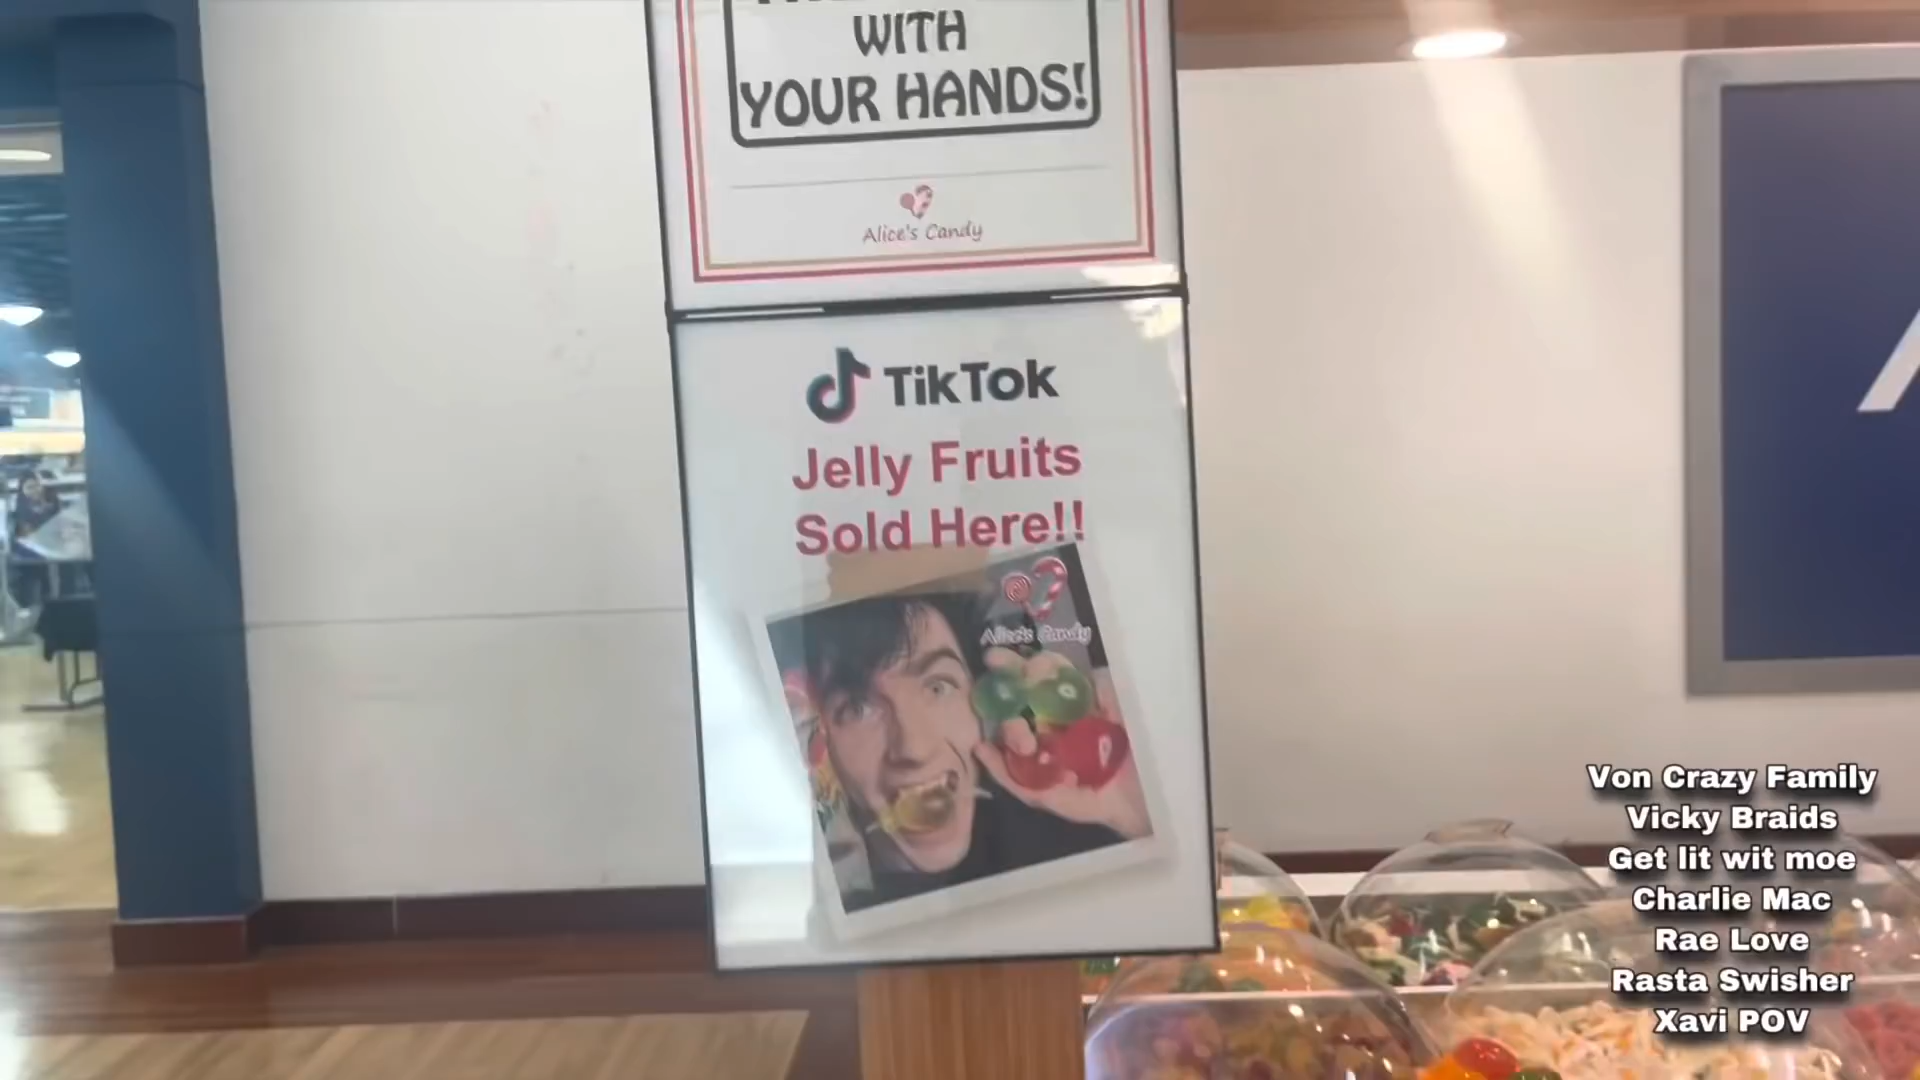 WITH
YOUR HANDS!
Alice's Candy
TikTok
Jelly Fruits
Sold Here!!
Alice's Candy
Von Crazy Family
Vicky Braids
Get lit wit moe
Charlie Mac
Rae Love
Rasta Swisher
Xavi POV